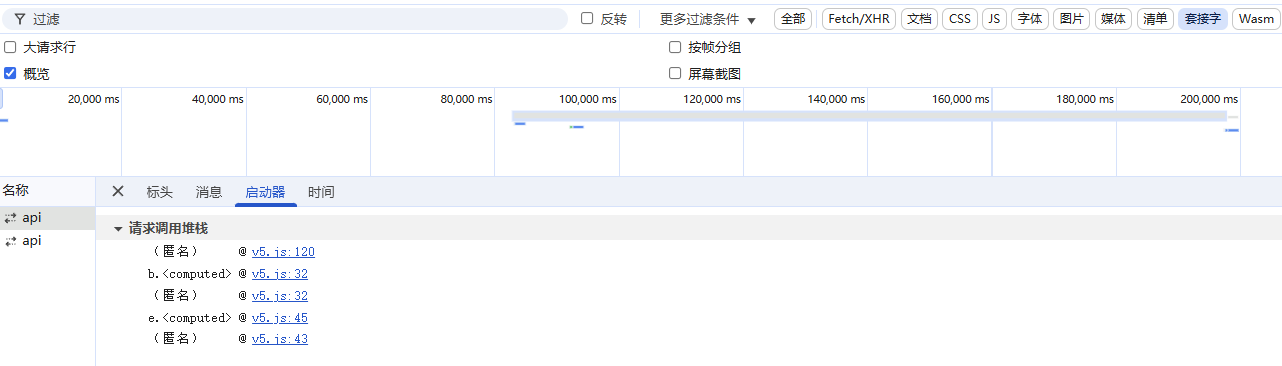 过滤 反转 更多过滤条件 全部 Fetch/XHR 文档 CSS JS 字体 图片 媒体 清单 套接字 Wasm
大请求行 按帧分组
概览 屏幕截图
20,000 ms 40,000 ms 60,000 ms 80,000 ms 100,000 ms 120,000 ms 140,000 ms 160,000 ms 180,000 ms 200,000 ms
名称 标头 消息 启动器 时间
api
api
请求调用堆栈
（匿名） @ v5.js:120
b.<computed> @ v5.js:32
（匿名） @ v5.js:32
e.<computed> @ v5.js:45
（匿名） @ v5.js:43